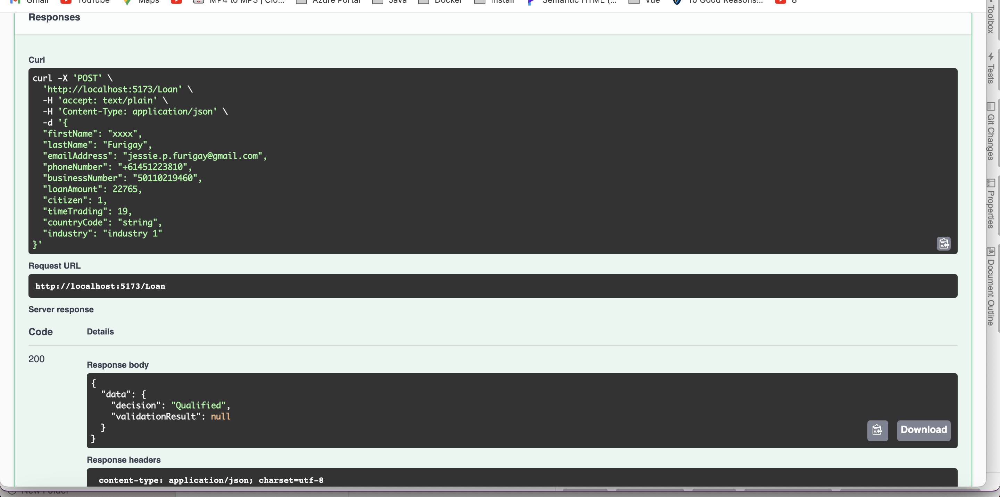 Gmail YouTube Maps MP4 to MP3 | Clo... Azure Portal Java Docker Install Semantic HTML (... Vue 10 Good Reasons... 8
Responses
Curl
curl -X 'POST' \
'http://localhost:5173/Loan' \
-H 'accept: text/plain' \
-H 'Content-Type: application/json' \
-d '{
"firstName": "xxxx",
"lastName": "Furigay",
"emailAddress": "jessie.p.furigay@gmail.com",
"phoneNumber": "+61451223810",
"businessNumber": "50110219460",
"loanAmount": 22765,
"citizen": 1,
"timeTrading": 19,
"countryCode": "string",
"industry": "industry 1"
}'
Request URL
http://localhost:5173/Loan
Server response
Code Details
200
Response body
{
"data": {
"decision": "Qualified",
"validationResult": null
}
}
Download
Response headers
content-type: application/json; charset=utf-8
New Folder
Toolbox
Tests
Git Changes
Properties
Document Outline